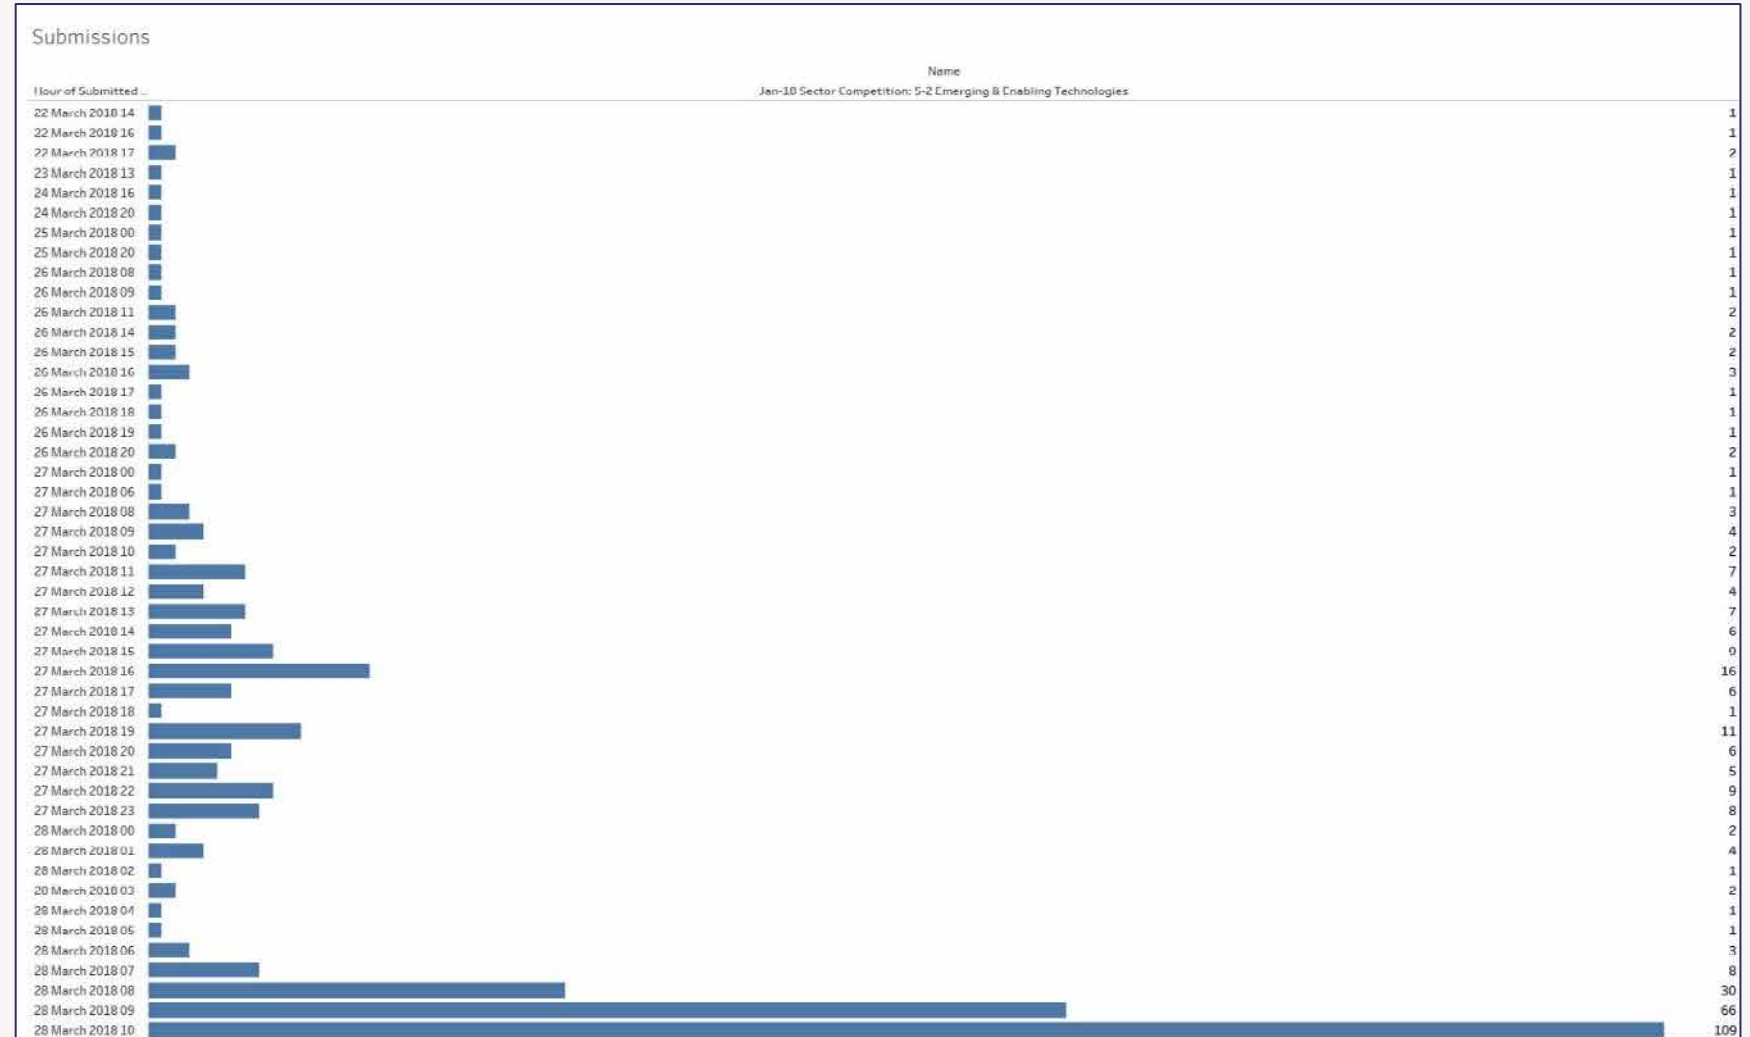 Submissions
Name
Hour of Submitted ..
Jan-18 Sector Competition: S-2 Emerging & Enabling Technologies
22 March 2018 14 1
22 March 2018 16 1
22 March 2018 17 2
23 March 2018 13 1
24 March 2018 16 1
24 March 2018 20 1
25 March 2018 00 1
25 March 2018 20 1
26 March 2018 08 1
26 March 2018 09 1
26 March 2018 11 2
26 March 2018 14 2
26 March 2018 15 2
26 March 2018 16 3
26 March 2018 17 1
26 March 2018 18 1
26 March 2018 19 1
26 March 2018 20 2
27 March 2018 00 1
27 March 2018 06 1
27 March 2018 08 3
27 March 2018 09 4
27 March 2018 10 2
27 March 2018 11 7
27 March 2018 12 4
27 March 2018 13 7
27 March 2018 14 6
27 March 2018 15 9
27 March 2018 16 16
27 March 2018 17 6
27 March 2018 18 1
27 March 2018 19 11
27 March 2018 20 6
27 March 2018 21 5
27 March 2018 22 9
27 March 2018 23 8
28 March 2018 00 2
28 March 2018 01 4
28 March 2018 02 1
28 March 2018 03 2
28 March 2018 04 1
28 March 2018 05 1
28 March 2018 06 3
28 March 2018 07 8
28 March 2018 08 30
28 March 2018 09 66
28 March 2018 10 109